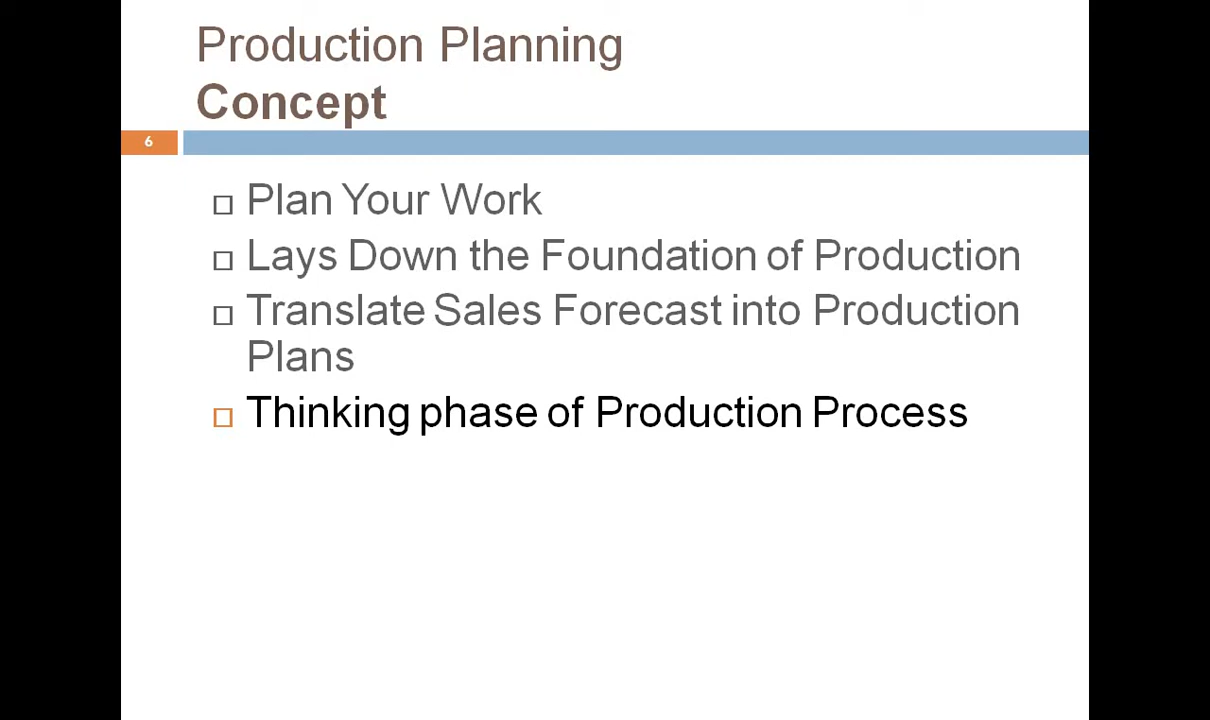 Production Planning
Concept
6
Plan Your Work
Lays Down the Foundation of Production
Translate Sales Forecast into Production
Plans
Thinking phase of Production Process